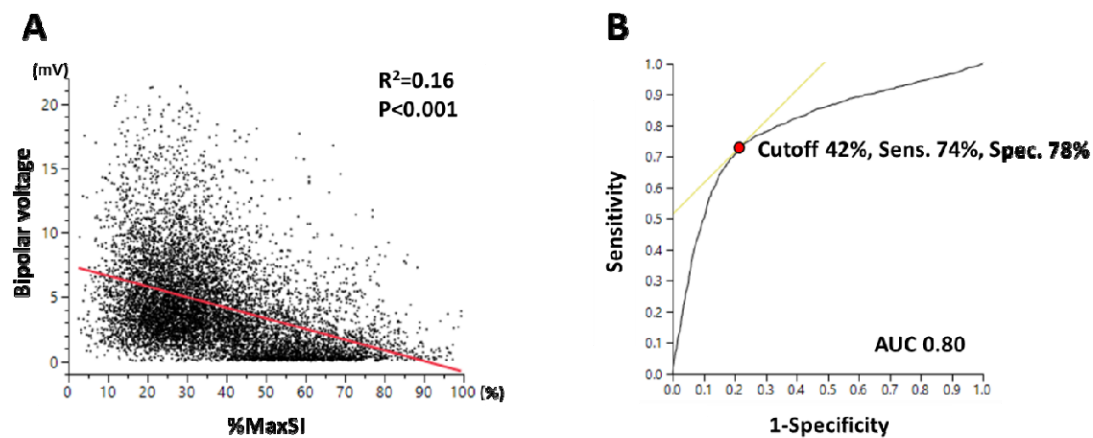 A
B
(mV)
R²=0.16
P<0.001
20
15
10
5
0
Bipolar voltage
0 10 20 30 40 50 60 70 80 90 100 (%)
%MaxSI
1.0
0.9
0.8
0.7
0.6
0.5
0.4
0.3
0.2
0.1
0.0
Sensitivity
Cutoff 42%, Sens. 74%, Spec. 78%
AUC 0.80
0.0 0.1 0.2 0.3 0.4 0.5 0.6 0.7 0.8 0.9 1.0
1-Specificity